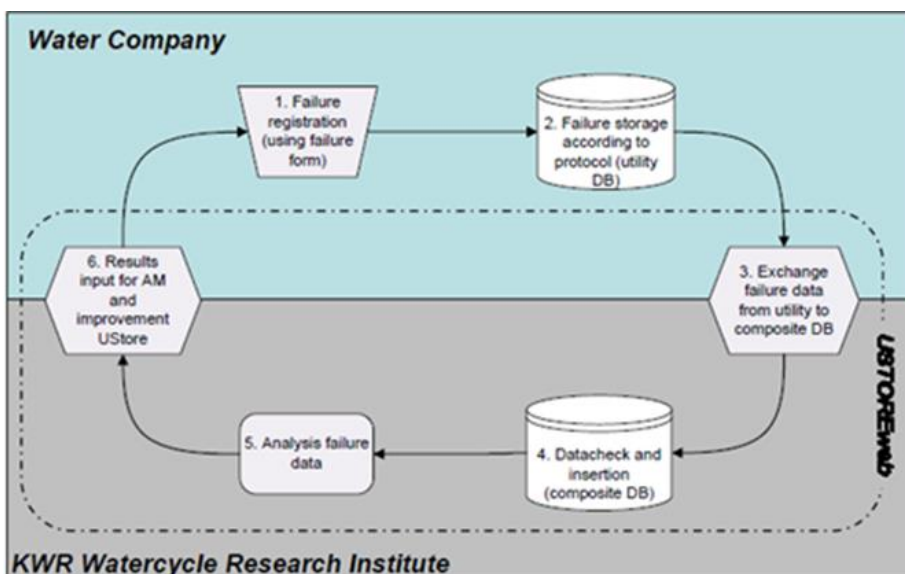 Water Company
1. Failure
registration
(using failure
form)
2. Failure storage
according to
protocol (utility
DB)
6. Results
input for AM
and
improvement
UStore
3. Exchange
failure data
from utility to
composite DB
USTOREweb
5. Analysis failure
data
4. Datacheck and
insertion
(composite DB)
KWR Watercycle Research Institute